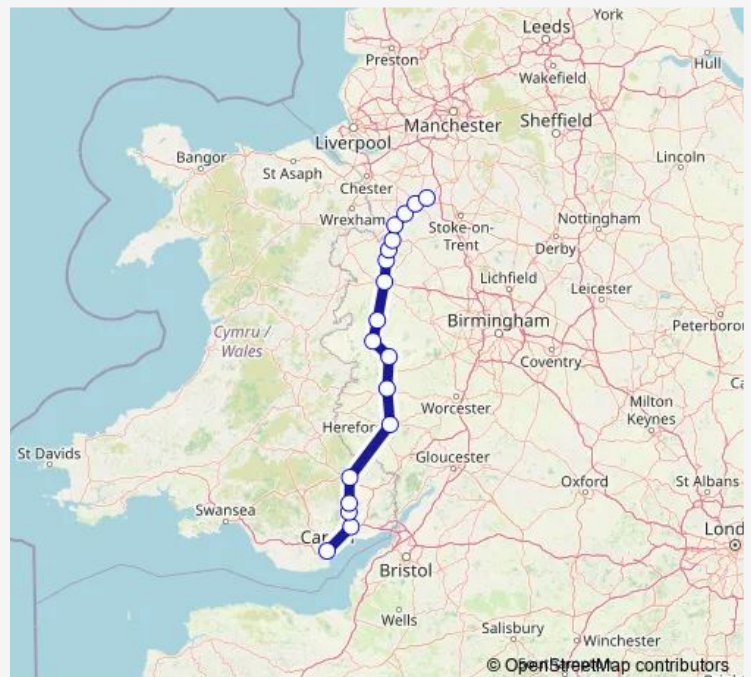 York
Leeds
Preston
Hull
Wakefield
Manchester
Sheffield
Liverpool
Bangor
Lincoln
St Asaph
Chester
Wrexham
Nottingham
Stoke-on-
Trent
Derby
Lichfield
Leicester
Birmingham
Peterboro
Cymru /
Wales
Coventry
Worcester
Milton
Keynes
Herefor
St Davids
Gloucester
Oxford
St Albans
Swansea
Lond
Bristol
Wells
Salisbury
Winchester
© OpenStreetMap contributors